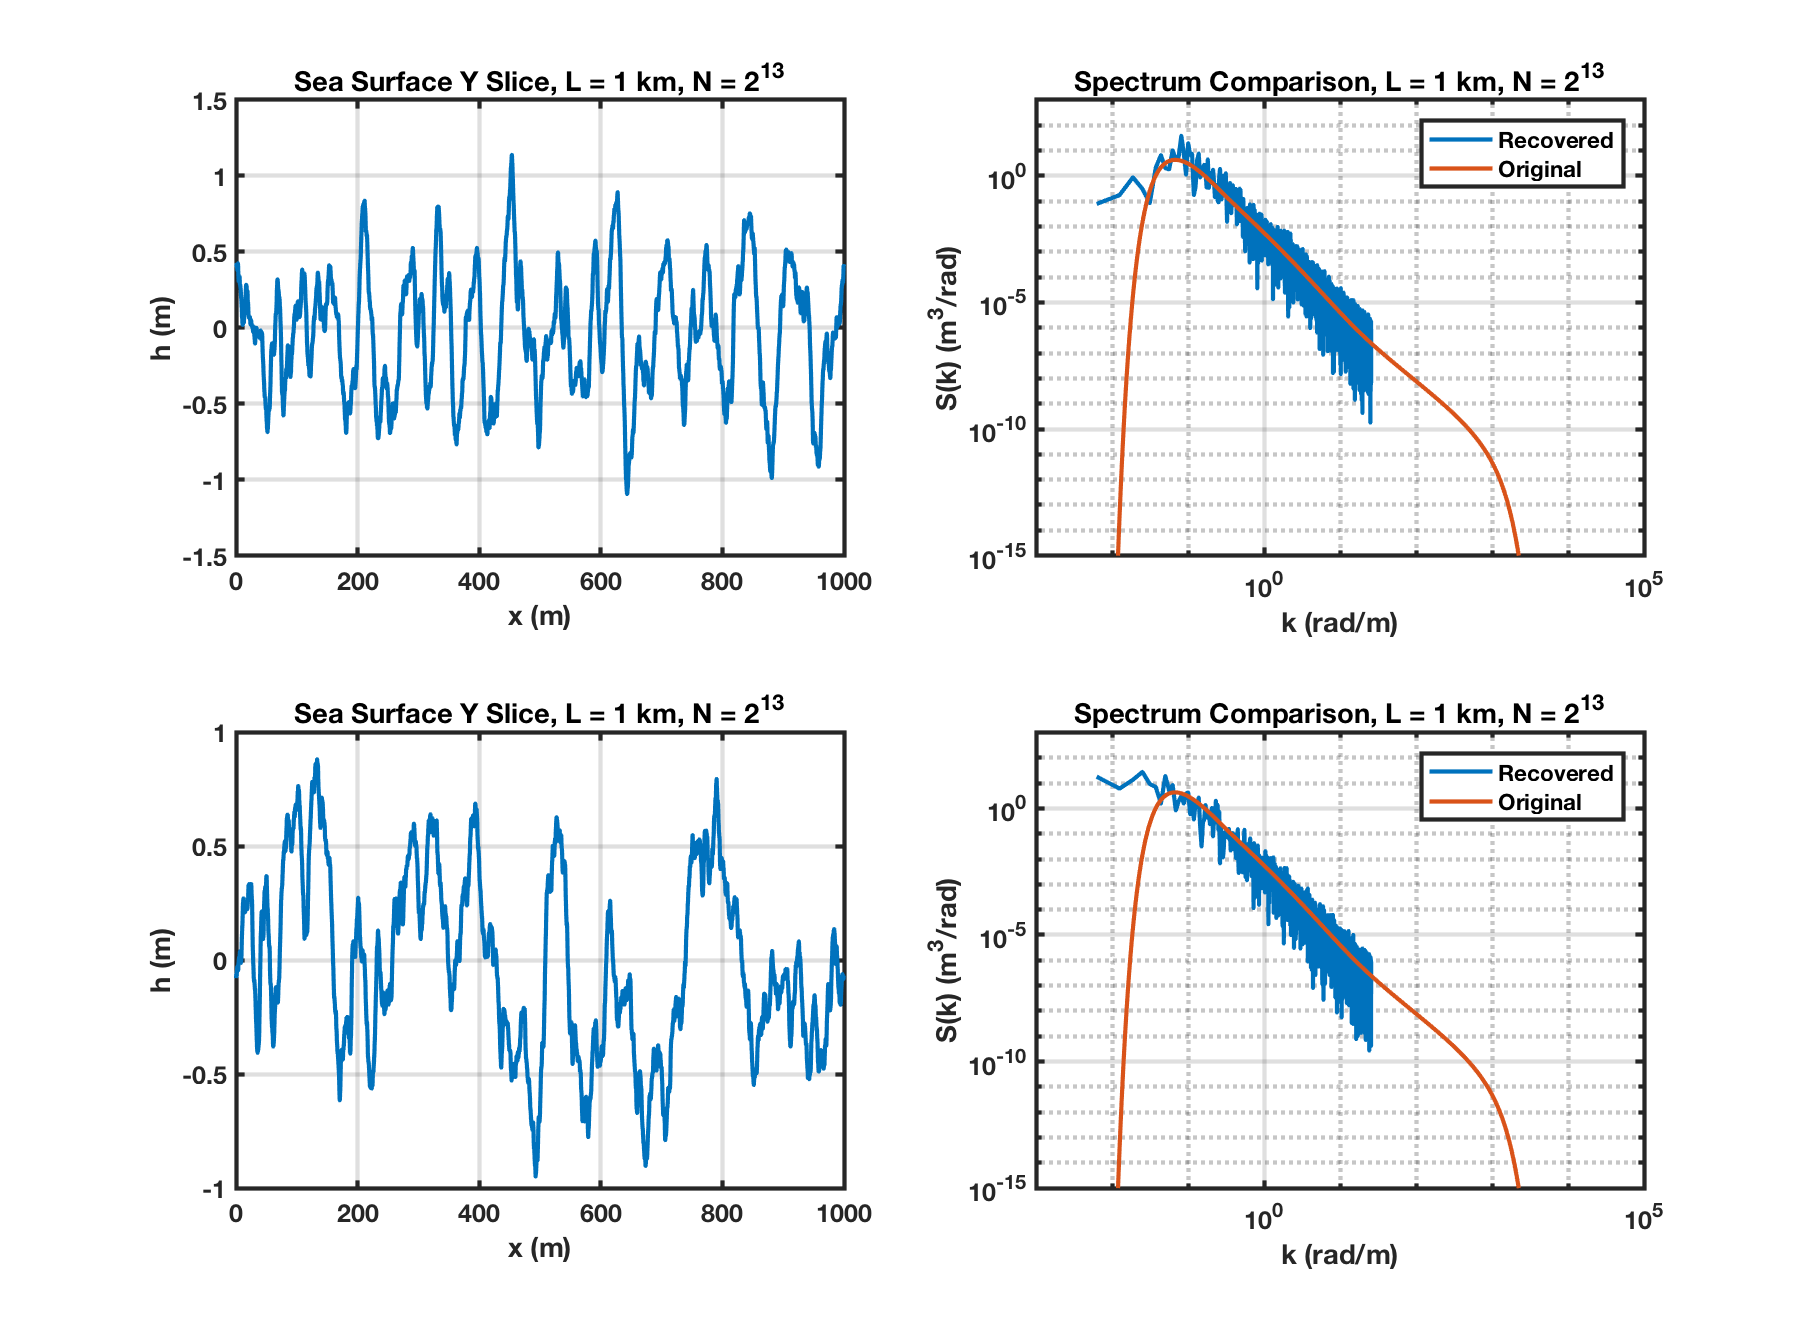 Sea Surface Y Slice, L = 1 km, N = 2^13
1.5
1
0.5
0
-0.5
-1
-1.5
h (m)
0 200 400 600 800 1000
x (m)
Spectrum Comparison, L = 1 km, N = 2^13
Recovered
Original
10^0
10^-5
10^-10
10^-15
S(k) (m^3/rad)
10^0 10^5
k (rad/m)
Sea Surface Y Slice, L = 1 km, N = 2^13
1
0.5
0
-0.5
-1
h (m)
0 200 400 600 800 1000
x (m)
Spectrum Comparison, L = 1 km, N = 2^13
Recovered
Original
10^0
10^-5
10^-10
10^-15
S(k) (m^3/rad)
10^0 10^5
k (rad/m)